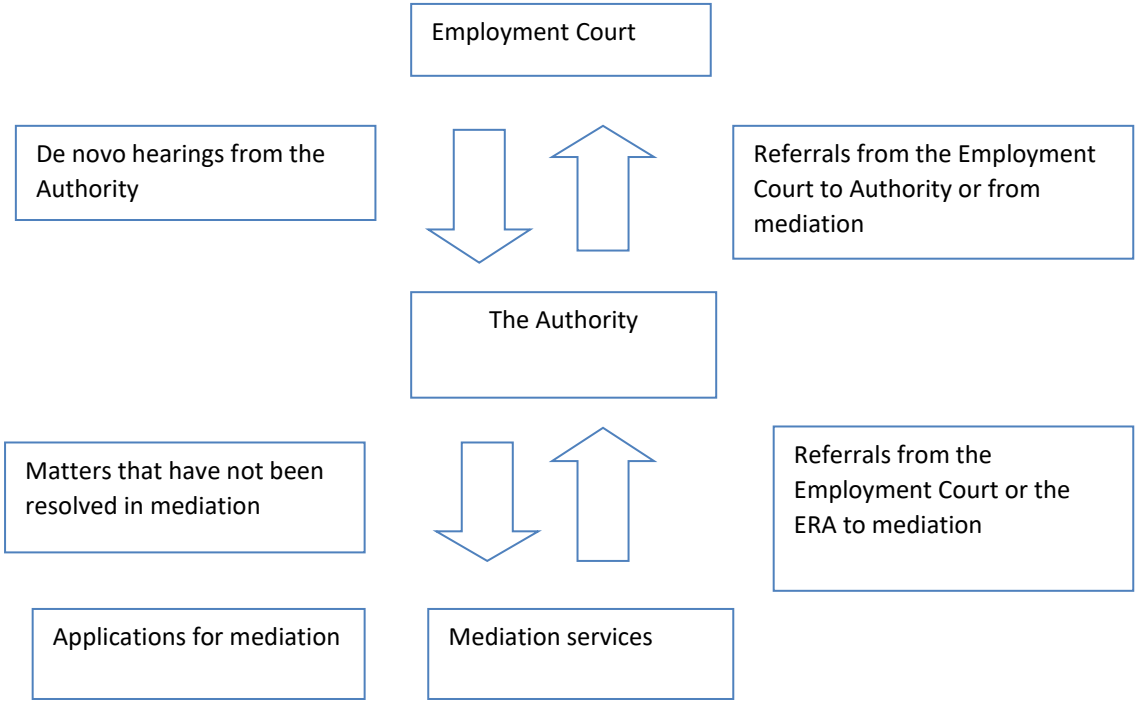 Employment Court
De novo hearings from the
Authority
Referrals from the Employment
Court to Authority or from
mediation
The Authority
Matters that have not been
resolved in mediation
Referrals from the
Employment Court or the
ERA to mediation
Applications for mediation
Mediation services